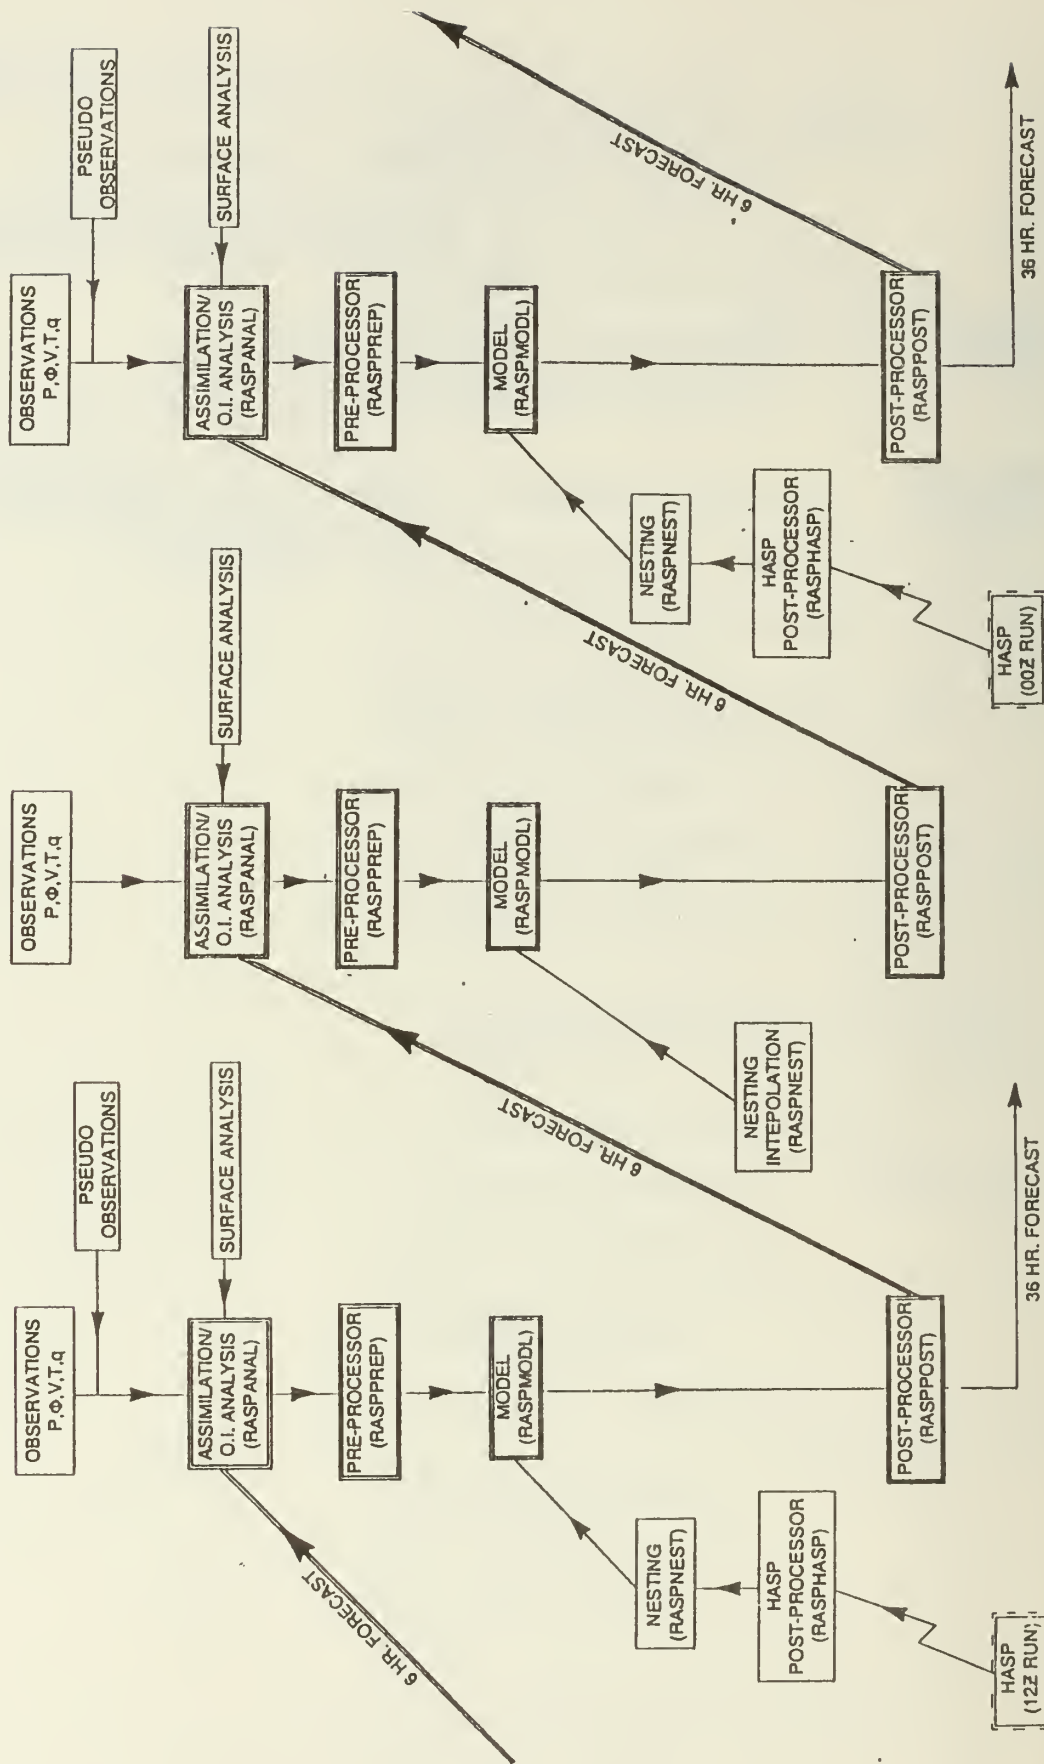 OBSERVATIONS
P,Φ,V,T,q
PSEUDO
OBSERVATIONS
ASSIMILATION/
O.I. ANALYSIS
(RASPANAL)
SURFACE ANALYSIS
PRE-PROCESSOR
(RASPPREP)
MODEL
(RASPMODL)
NESTING
(RASPNEST)
HASP
POST-PROCESSOR
(RASPHASP)
HASP
(12Z RUN)
POST-PROCESSOR
(RASPPOST)
36 HR. FORECAST
6 HR. FORECAST
6 HR. FORECAST
OBSERVATIONS
P,Φ,V,T,q
ASSIMILATION/
O.I. ANALYSIS
(RASPANAL)
SURFACE ANALYSIS
PRE-PROCESSOR
(RASPPREP)
MODEL
(RASPMODL)
NESTING
INTEPOLATION
(RASPNEST)
POST-PROCESSOR
(RASPPOST)
6 HR. FORECAST
OBSERVATIONS
P,Φ,V,T,q
PSEUDO
OBSERVATIONS
ASSIMILATION/
O.I. ANALYSIS
(RASPANAL)
SURFACE ANALYSIS
PRE-PROCESSOR
(RASPPREP)
MODEL
(RASPMODL)
NESTING
(RASPNEST)
HASP
POST-PROCESSOR
(RASPHASP)
HASP
(00Z RUN)
POST-PROCESSOR
(RASPPOST)
36 HR. FORECAST
6 HR. FORECAST